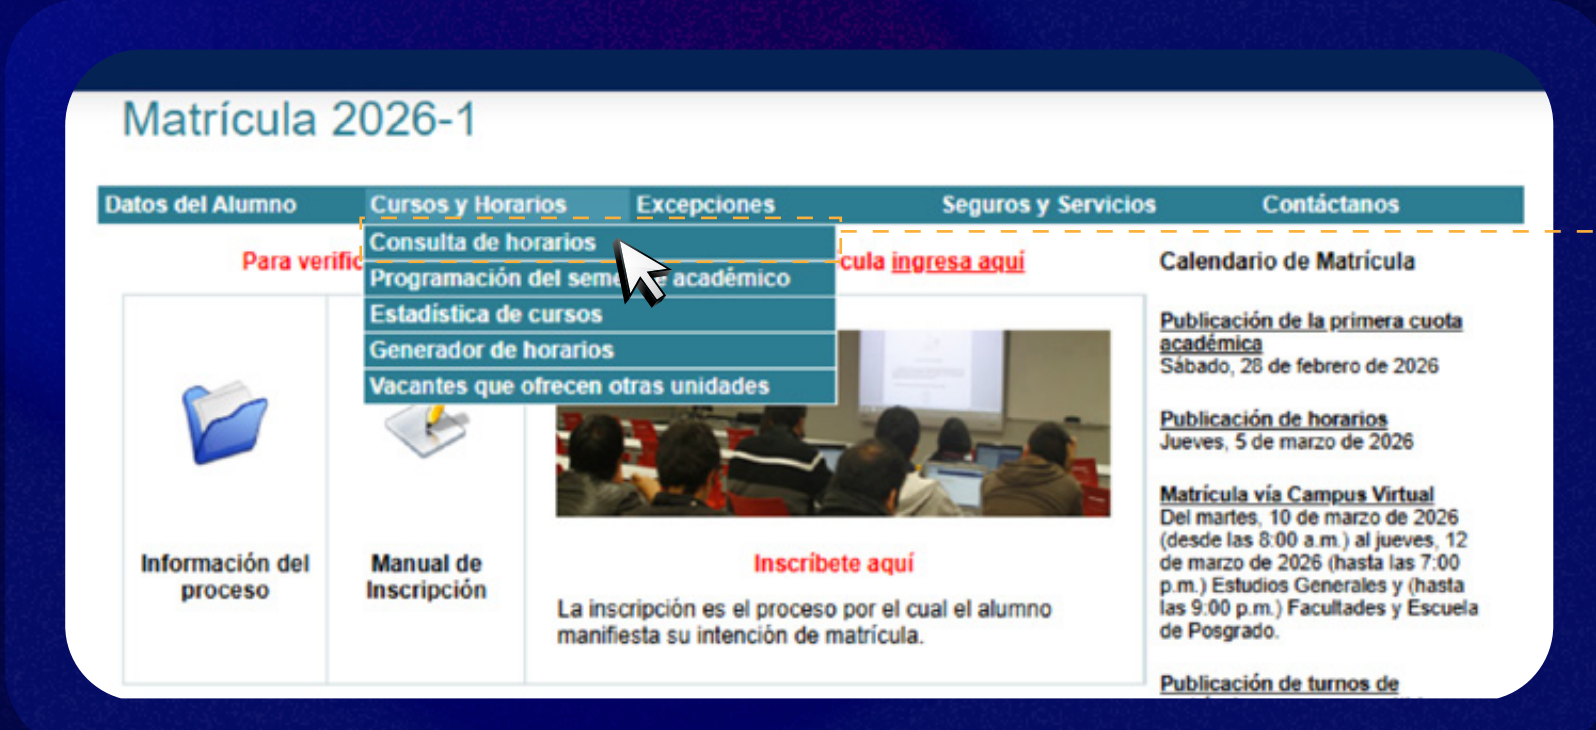 Matrícula 2026-1
Datos del Alumno
Cursos y Horarios
Excepciones
Seguros y Servicios
Contáctanos
Consulta de horarios
Programación del académico
Estadística de cursos
Generador de horarios
Vacantes que ofrecen otras unidades
Para
ingresa aquí
Información del
proceso
Manual de
Inscripción
Inscríbete aquí
La inscripción es el proceso por el cual el alumno
manifiesta su intención de matrícula.
Calendario de Matrícula
Publicación de la primera cuota
académica
Sábado, 28 de febrero de 2026
Publicación de horarios
Jueves, 5 de marzo de 2026
Matrícula vía Campus Virtual
Del martes, 10 de marzo de 2026
(desde las 8:00 a.m.) al jueves, 12
de marzo de 2026 (hasta las 7:00
p.m.) Estudios Generales y (hasta
las 9:00 p.m.) Facultades y Escuela
de Posgrado.
Publicación de turnos de